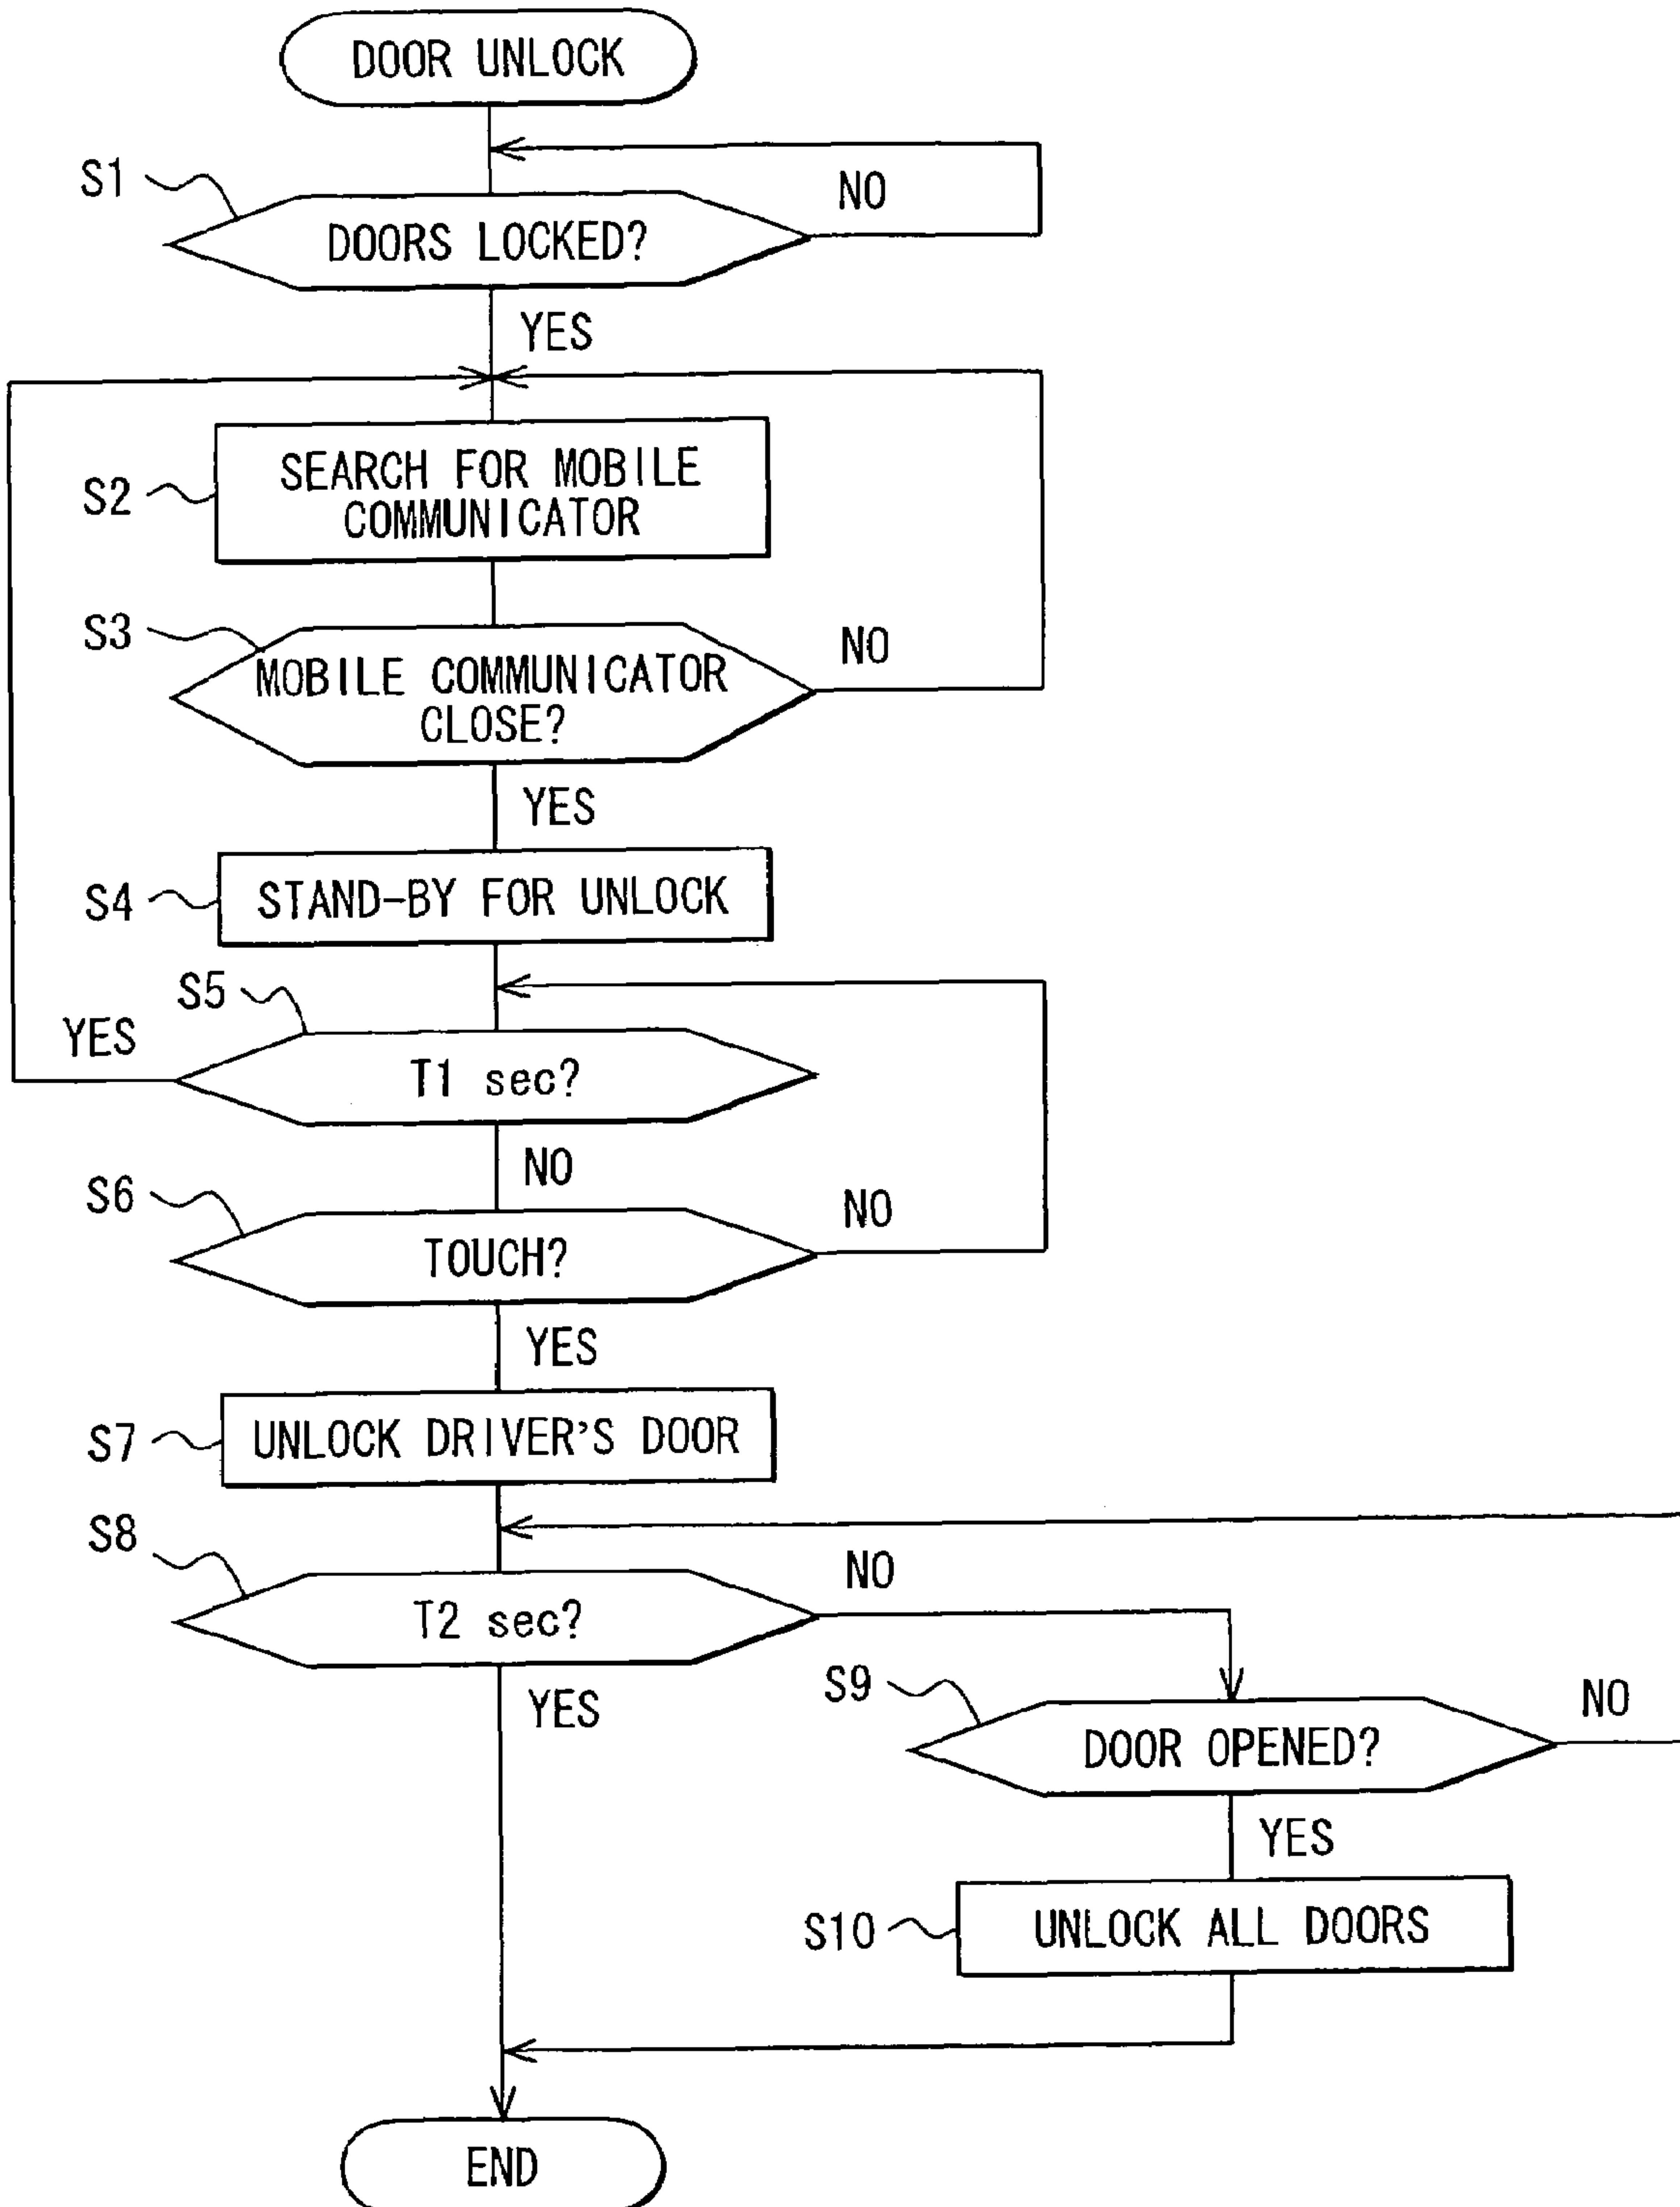 DOOR UNLOCK
S1
NO
DOORS LOCKED?
YES
S2
SEARCH FOR MOBILE
COMMUNICATOR
S3
NO
MOBILE COMMUNICATOR
CLOSE?
YES
S4
STAND-BY FOR UNLOCK
S5
YES
T1 sec?
NO
S6
NO
TOUCH?
YES
S7
UNLOCK DRIVER'S DOOR
S8
NO
T2 sec?
YES
S9
NO
DOOR OPENED?
YES
S10
UNLOCK ALL DOORS
END